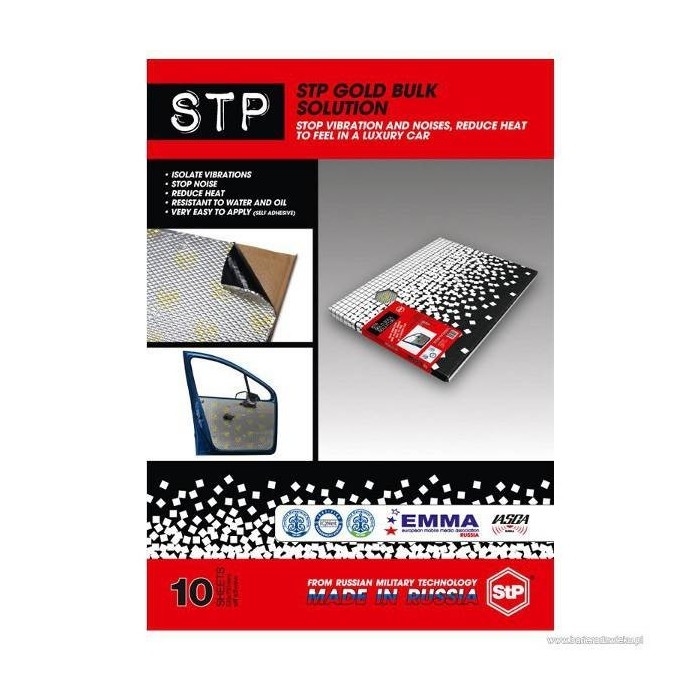 STP
STP GOLD BULK
SOLUTION
STOP VIBRATION AND NOISES, REDUCE HEAT
TO FEEL IN A LUXURY CAR
• ISOLATE VIBRATIONS
• STOP NOISE
• REDUCE HEAT
• RESISTANT TO WATER AND OIL
• VERY EASY TO APPLY (SELF ADHESIVE)
EMMA
european mobile media association
RUSSIA
IASCA
10
SHEETS
FROM RUSSIAN MILITARY TECHNOLOGY
MADE IN RUSSIA
StP